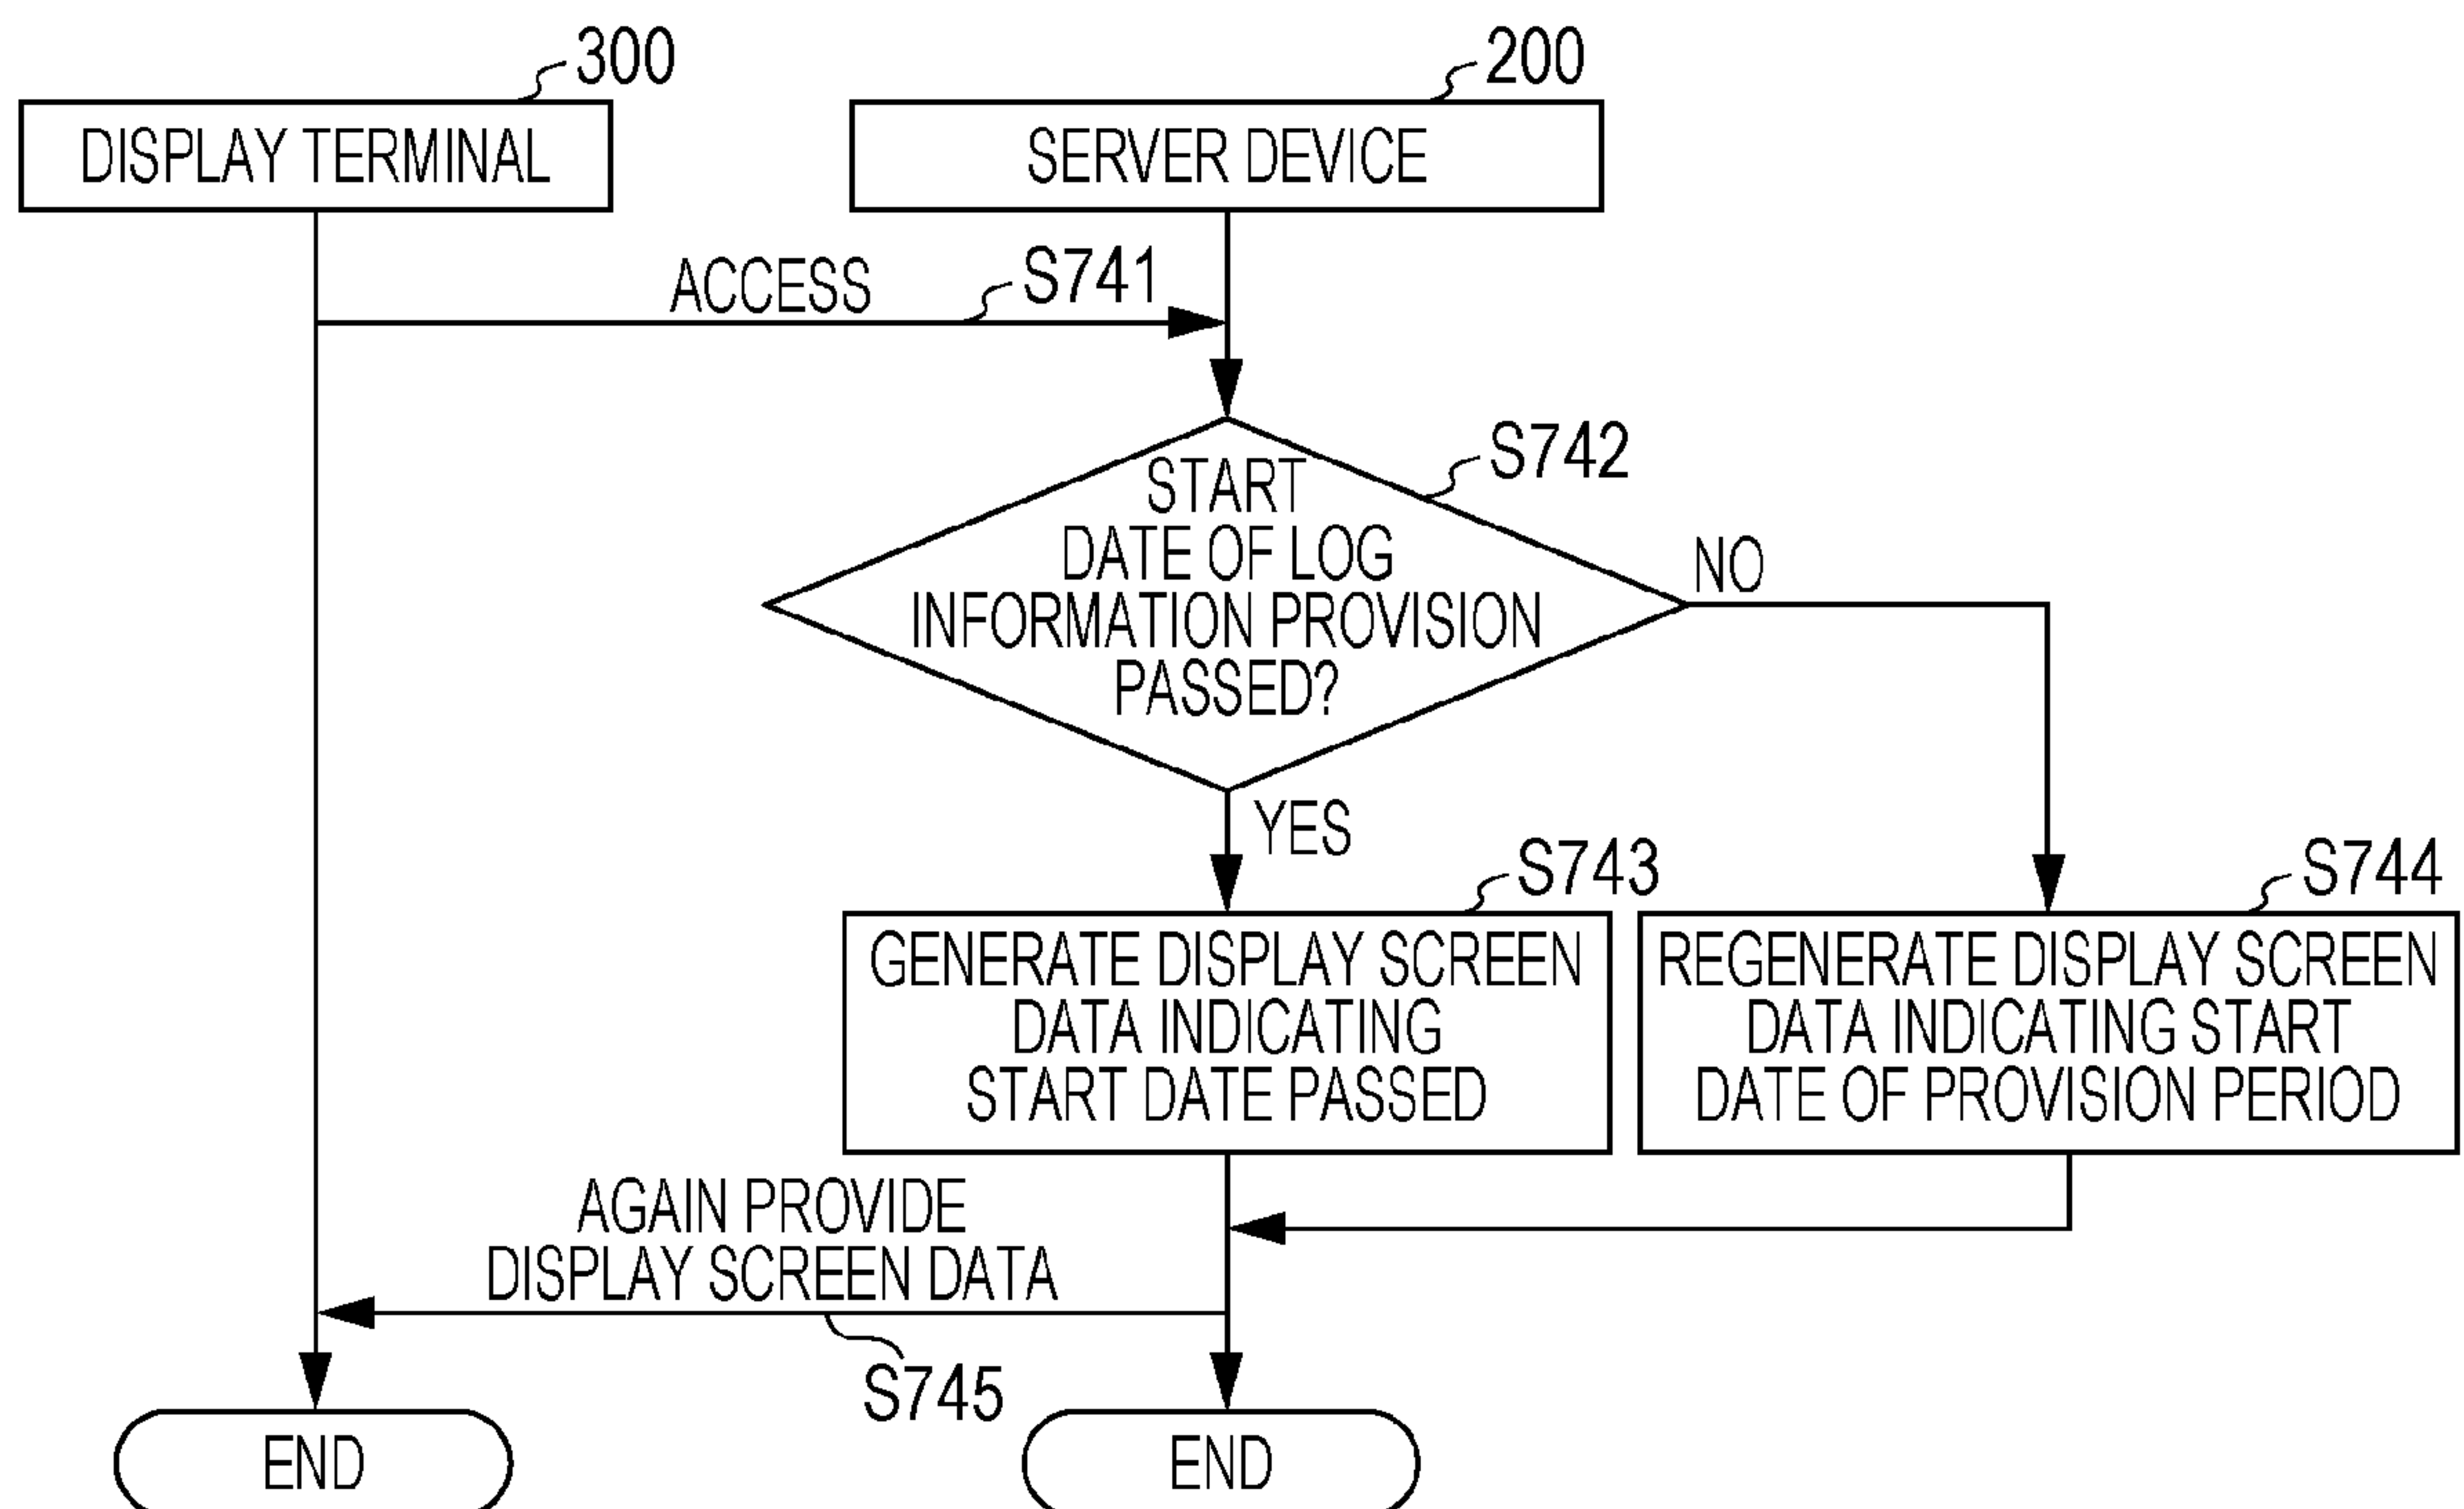 300
200
DISPLAY TERMINAL
SERVER DEVICE
ACCESS
S741
S742
START
DATE OF LOG
INFORMATION PROVISION
PASSED?
NO
YES
S743
S744
GENERATE DISPLAY SCREEN
DATA INDICATING
START DATE PASSED
REGENERATE DISPLAY SCREEN
DATA INDICATING START
DATE OF PROVISION PERIOD
AGAIN PROVIDE
DISPLAY SCREEN DATA
S745
END
END